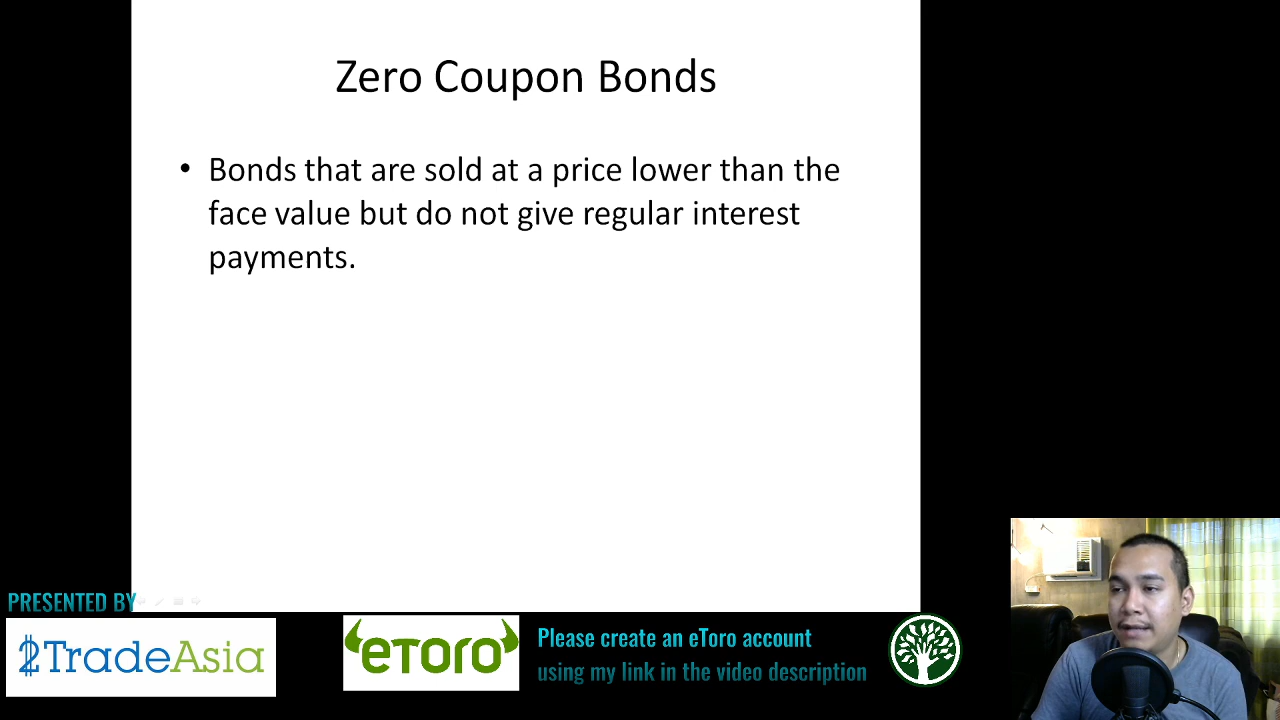 Zero Coupon Bonds
• Bonds that are sold at a price lower than the
face value but do not give regular interest
payments.
PRESENTED BY
2TradeAsia
eToro
Please create an eToro account
using my link in the video description